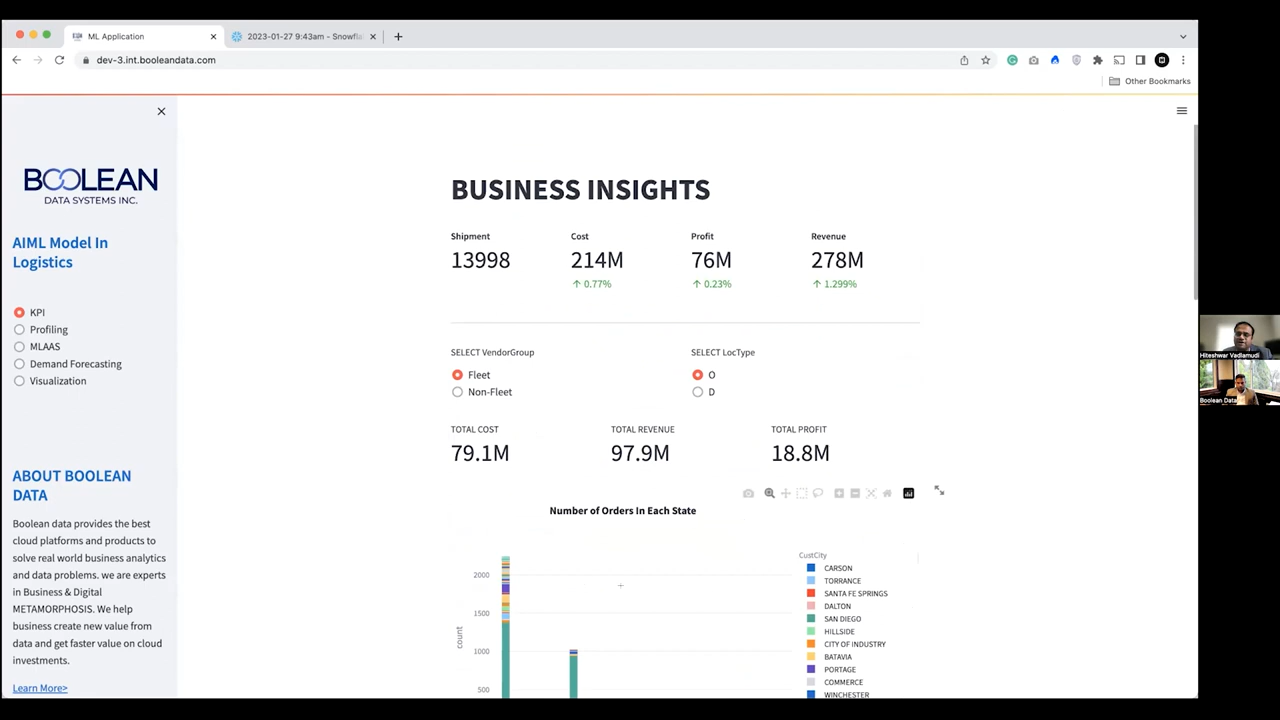 ML Application
2023-01-27 9:43am - Snowfla
dev-3.int.booleandata.com
Other Bookmarks
BOOLEAN
DATA SYSTEMS INC.
AIML Model In
Logistics
KPI
Profiling
MLAAS
Demand Forecasting
Visualization
ABOUT BOOLEAN
DATA
Boolean data provides the best
cloud platforms and products to
solve real world business analytics
and data problems. we are experts
in Business & Digital
METAMORPHOSIS. We help
business create new value from
data and get faster value on cloud
investments.
Learn More>
BUSINESS INSIGHTS
Shipment Cost Profit Revenue
13998 214M 76M 278M
↑ 0.77% ↑ 0.23% ↑ 1.299%
SELECT VendorGroup SELECT LocType
Fleet O
Non-Fleet D
TOTAL COST TOTAL REVENUE TOTAL PROFIT
79.1M 97.9M 18.8M
Number of Orders In Each State
count
2000
1500
1000
500
CustCity
CARSON
TORRANCE
SANTA FE SPRINGS
DALTON
SAN DIEGO
HILLSIDE
CITY OF INDUSTRY
BATAVIA
PORTAGE
COMMERCE
WINCHESTER
Hiteshwar Vadlamudi
Boolean Data